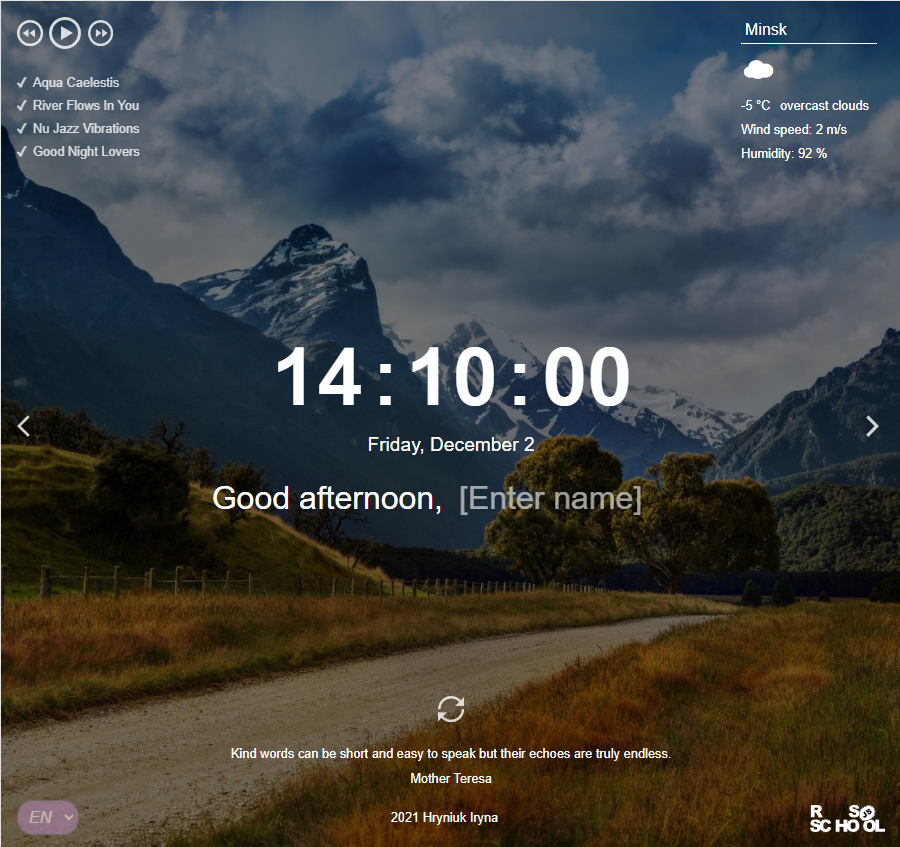 Minsk
Aqua Caelestis
River Flows In You
Nu Jazz Vibrations
Good Night Lovers
-5 °C overcast clouds
Wind speed: 2 m/s
Humidity: 92 %
14:10:00
Friday, December 2
Good afternoon, [Enter name]
Kind words can be short and easy to speak but their echoes are truly endless.
Mother Teresa
EN
2021 Hryniuk Iryna
R S
SCHOOL